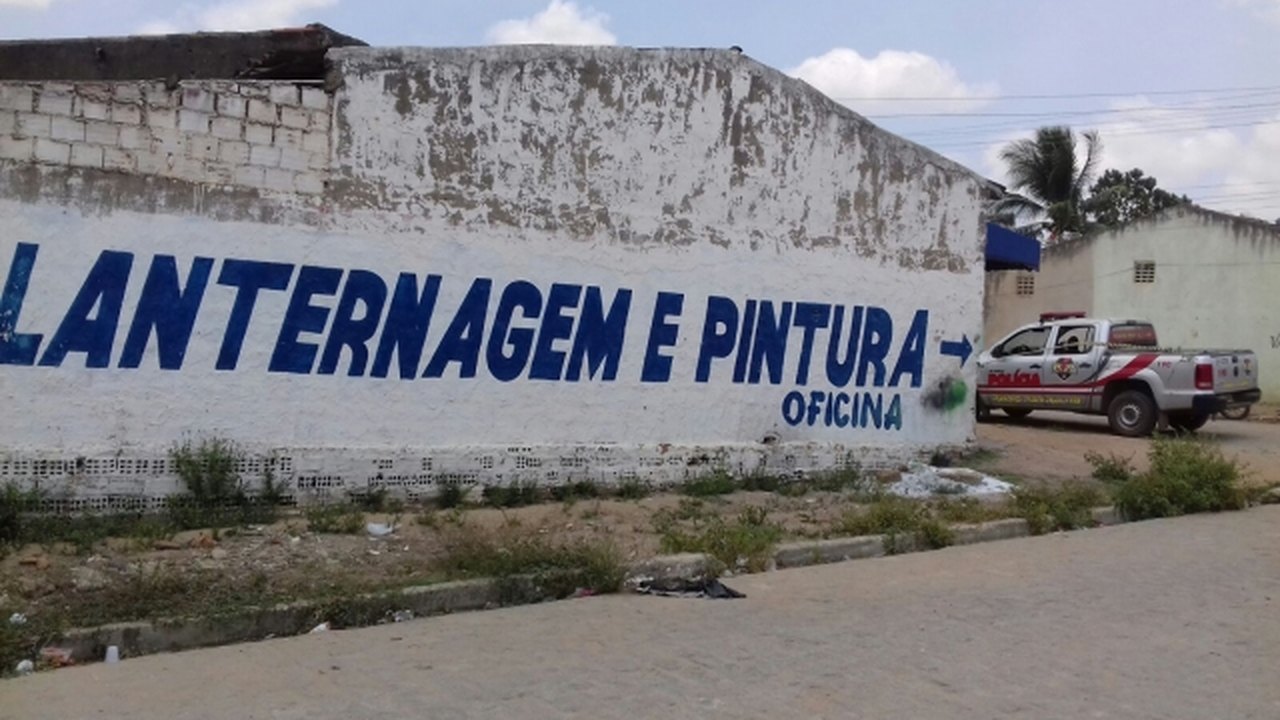 LANTERNAGEM E PINTURA →
OFICINA
POLÍCIA